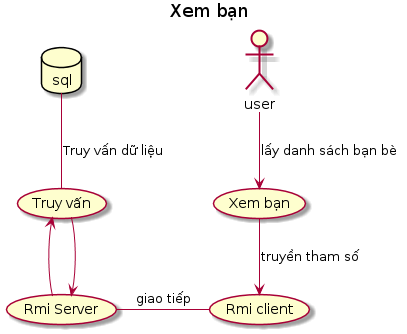 Xem bạn
sql
user
Truy vấn dữ liệu
lấy danh sách bạn bè
Truy vấn
Xem bạn
truyền tham số
Rmi Server
giao tiếp
Rmi client